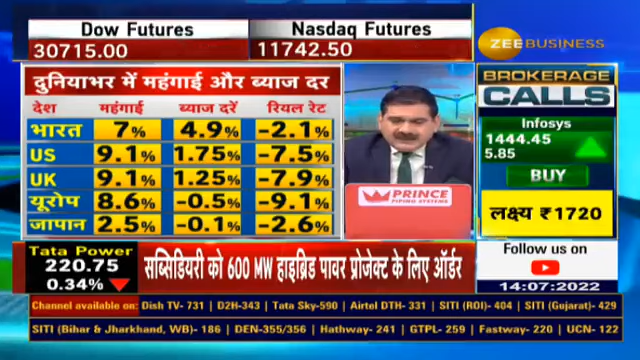 Dow Futures
30715.00
Nasdaq Futures
11742.50
ZEE BUSINESS
दुनियाभर में महंगाई और ब्याज दर
देश महंगाई ब्याज दरें रियल रेट
भारत 7% 4.9% -2.1%
US 9.1% 1.75% -7.5%
UK 9.1% 1.25% -7.9%
यूरोप 8.6% -0.5% -9.1%
जापान 2.5% -0.1% -2.6%
PRINCE
PIPING SYSTEMS
BROKERAGE
CALLS
Infosys
1444.45
5.85
BUY
लक्ष्य ₹1720
Tata Power
220.75
0.34%
सब्सिडियरी को 600 MW हाइब्रिड पावर प्रोजेक्ट के लिए ऑर्डर
Follow us on
14:07:2022
Channel available on: Dish TV- 731 | D2H-343 | Tata Sky-590 | Airtel DTH- 331 | SITI (ROI)- 404 | SITI (Gujarat)- 429
SITI (Bihar & Jharkhand, WB)- 186 | DEN-355/356 | Hathway- 241 | GTPL- 259 | Fastway- 220 | UCN- 122